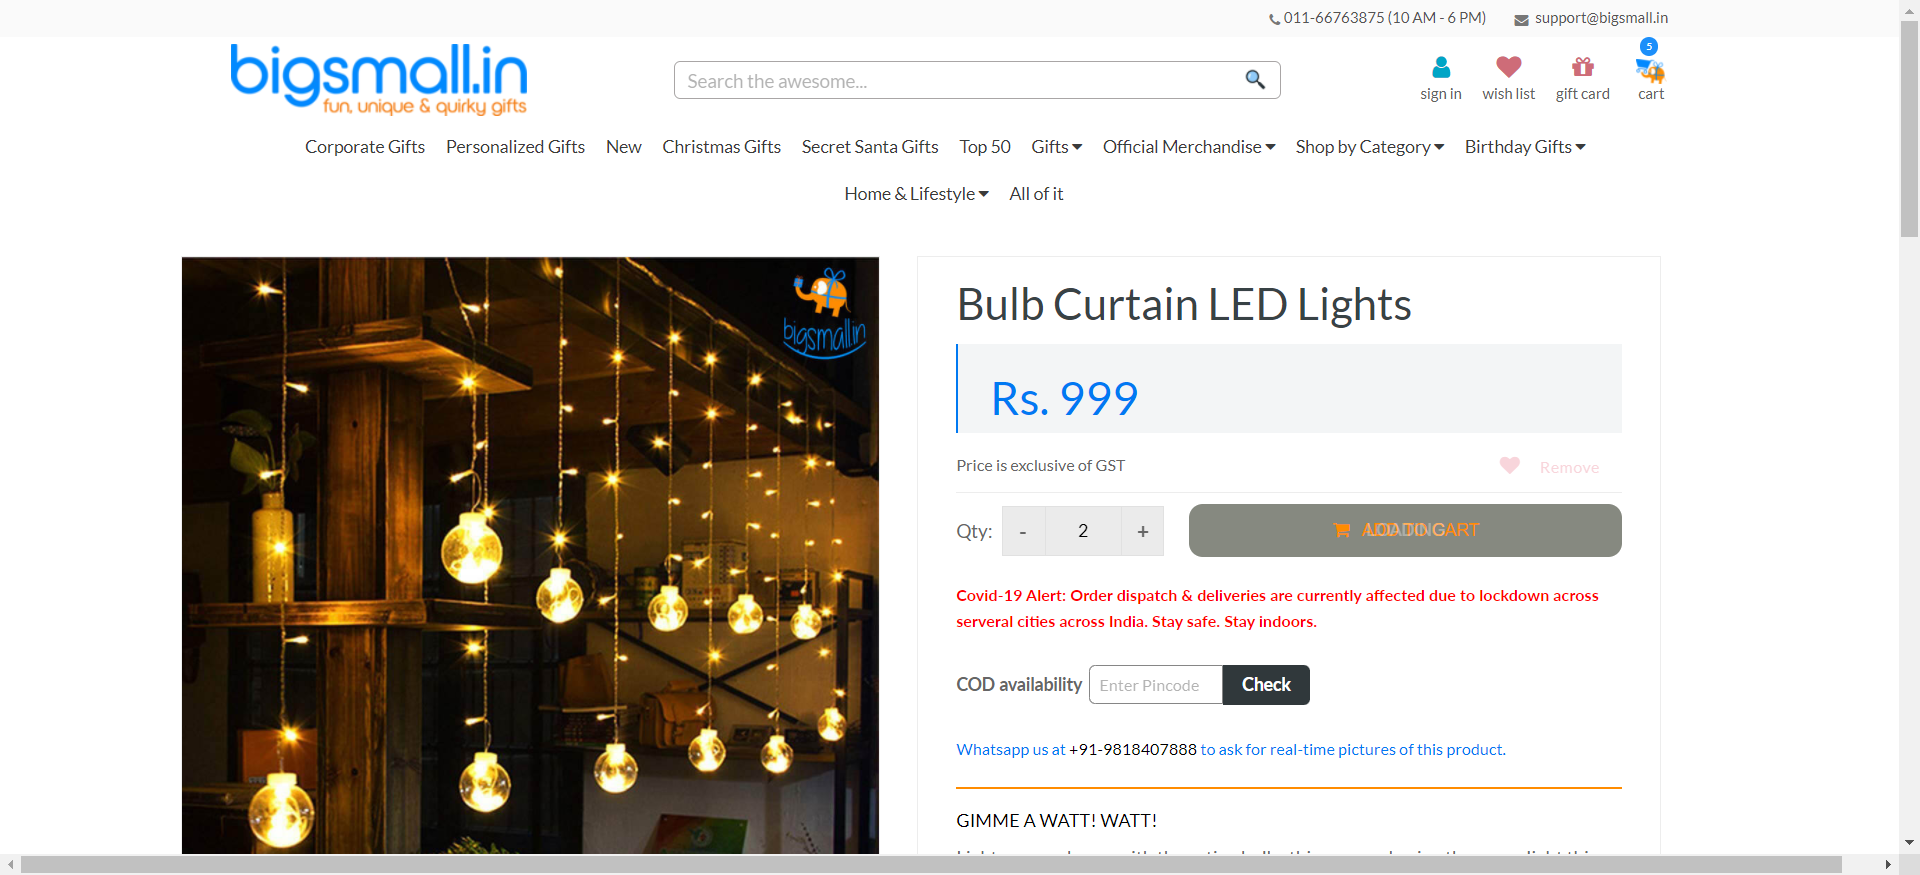 011-66763875 (10 AM - 6 PM) support@bigsmall.in
bigsmall.in
fun, unique & quirky gifts
Search the awesome...
5
sign in wish list gift card cart
Corporate Gifts Personalized Gifts New Christmas Gifts Secret Santa Gifts Top 50 Gifts Official Merchandise Shop by Category Birthday Gifts
Home & Lifestyle All of it
bigsmall.in
Bulb Curtain LED Lights
Rs. 999
Price is exclusive of GST
Remove
Qty: - 2 +
ADD TO CART
LOADING
Covid-19 Alert: Order dispatch & deliveries are currently affected due to lockdown across
serveral cities across India. Stay safe. Stay indoors.
COD availability Enter Pincode Check
Whatsapp us at +91-9818407888 to ask for real-time pictures of this product.
GIMME A WATT! WATT!